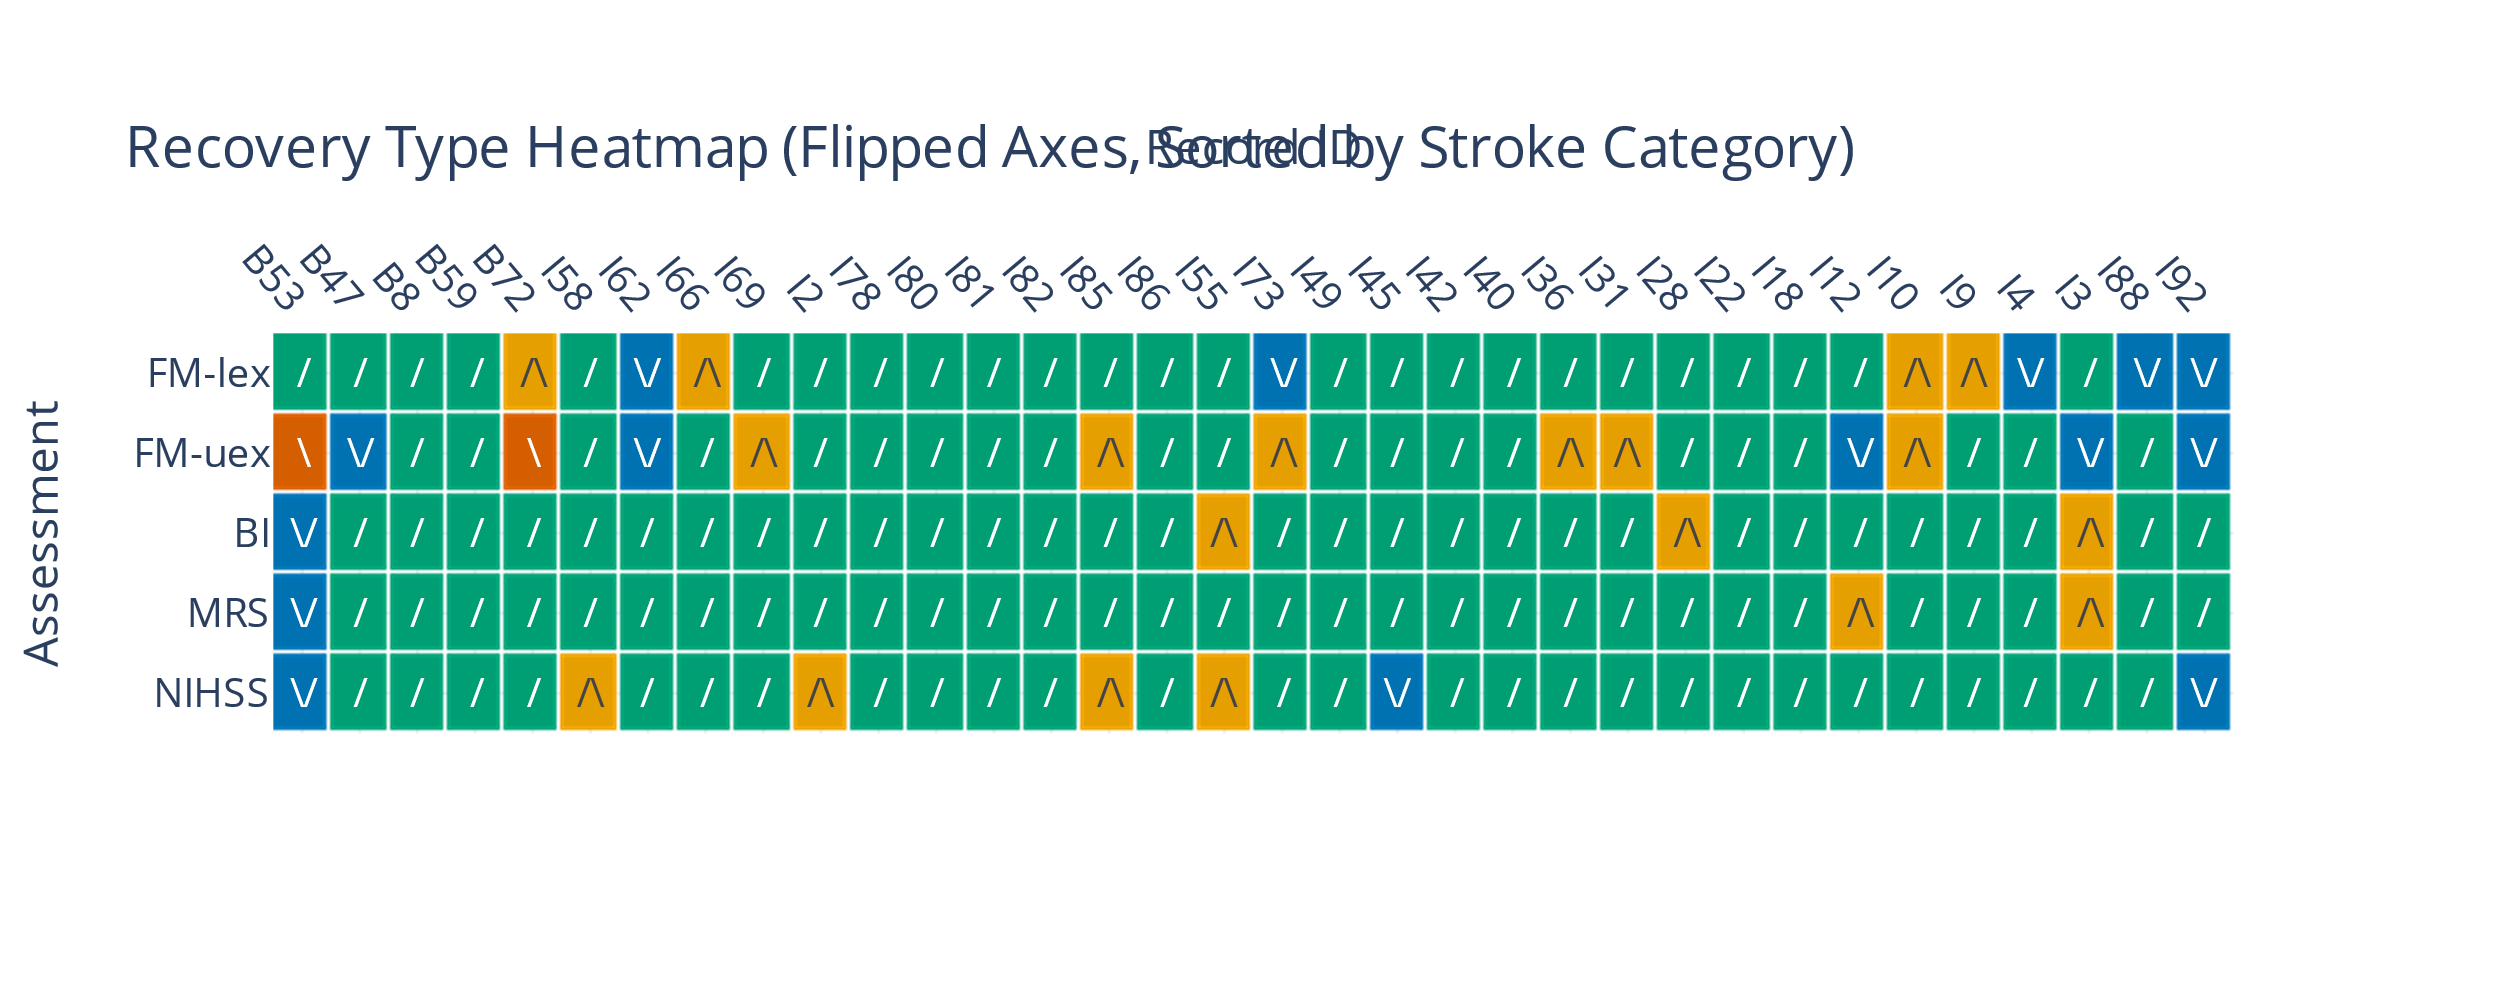 Recovery Type Heatmap (Flipped Axes, Sorted by Stroke Category)
Record ID
B53 B47 B8 B59 B72 I58 I62 I66 I69 I2 I78 I80 I81 I82 I85 I86 I55 I73 I49 I45 I42 I40 I36 I31 I28 I22 I18 I12 I10 I9 I4 I3 I88 I92
Assessment
FM-lex / / / / /\ / \/ /\ / / / / / / / / / \/ / / / / / / / / / / /\ /\ \/ / \/ \/
FM-uex \ \/ / / \ / \/ / /\ / / / / / /\ / / /\ / / / / /\ /\ / / / \/ /\ / / \/ / \/
BI \/ / / / / / / / / / / / / / / / /\ / / / / / / / /\ / / / / / / /\ / /
MRS \/ / / / / / / / / / / / / / / / / / / / / / / / / / / /\ / / / /\ / /
NIHSS \/ / / / / /\ / / / /\ / / / / /\ / /\ / / \/ / / / / / / / / / / / / / \/